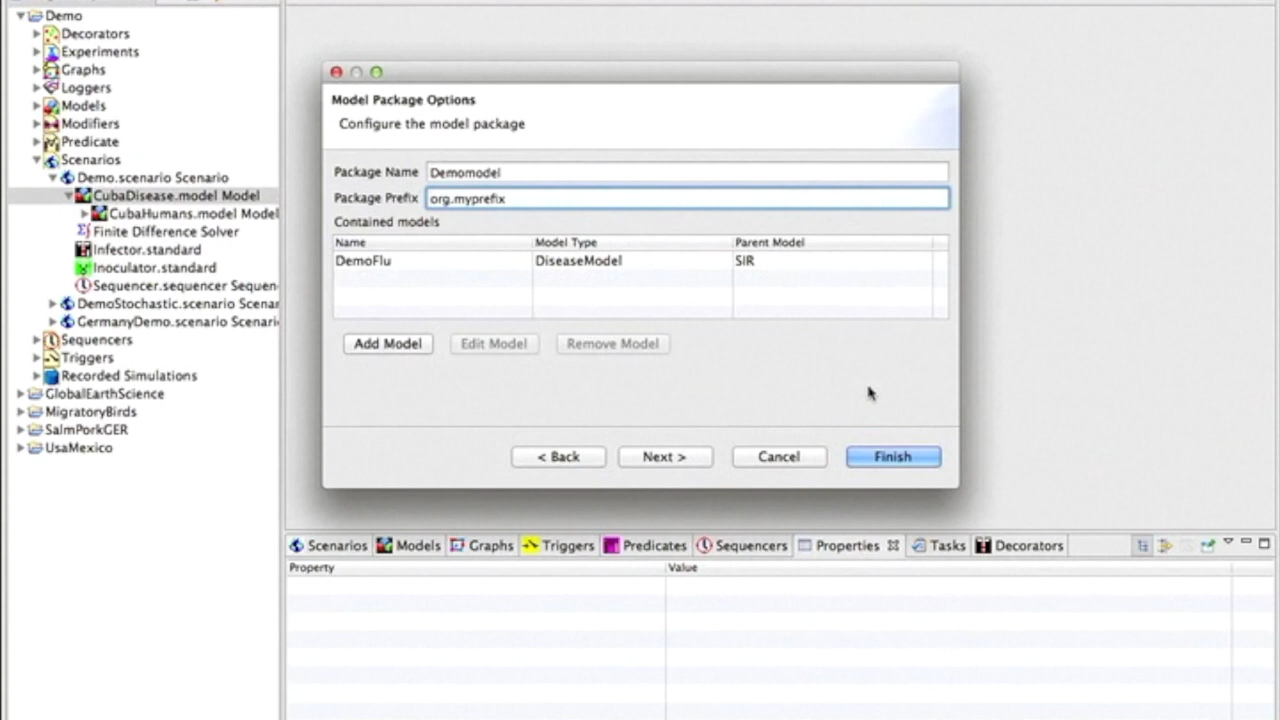 Demo
Decorators
Experiments
Graphs
Loggers
Models
Modifiers
Predicate
Scenarios
Demo.scenario Scenario
CubaDisease.model Model
CubaHumans.model Model
Finite Difference Solver
Infector.standard
Inoculator.standard
Sequencer.sequencer Sequen
DemoStochastic.scenario Scenar
GermanyDemo.scenario Scenari
Sequencers
Triggers
Recorded Simulations
GlobalEarthScience
MigratoryBirds
SalmPorkGER
UsaMexico
Model Package Options
Configure the model package
Package Name Demomodel
Package Prefix org.myprefix
Contained models
Name Model Type Parent Model
DemoFlu DiseaseModel SIR
Add Model Edit Model Remove Model
< Back Next > Cancel Finish
Scenarios Models Graphs Triggers Predicates Sequencers Properties Tasks Decorators
Property Value